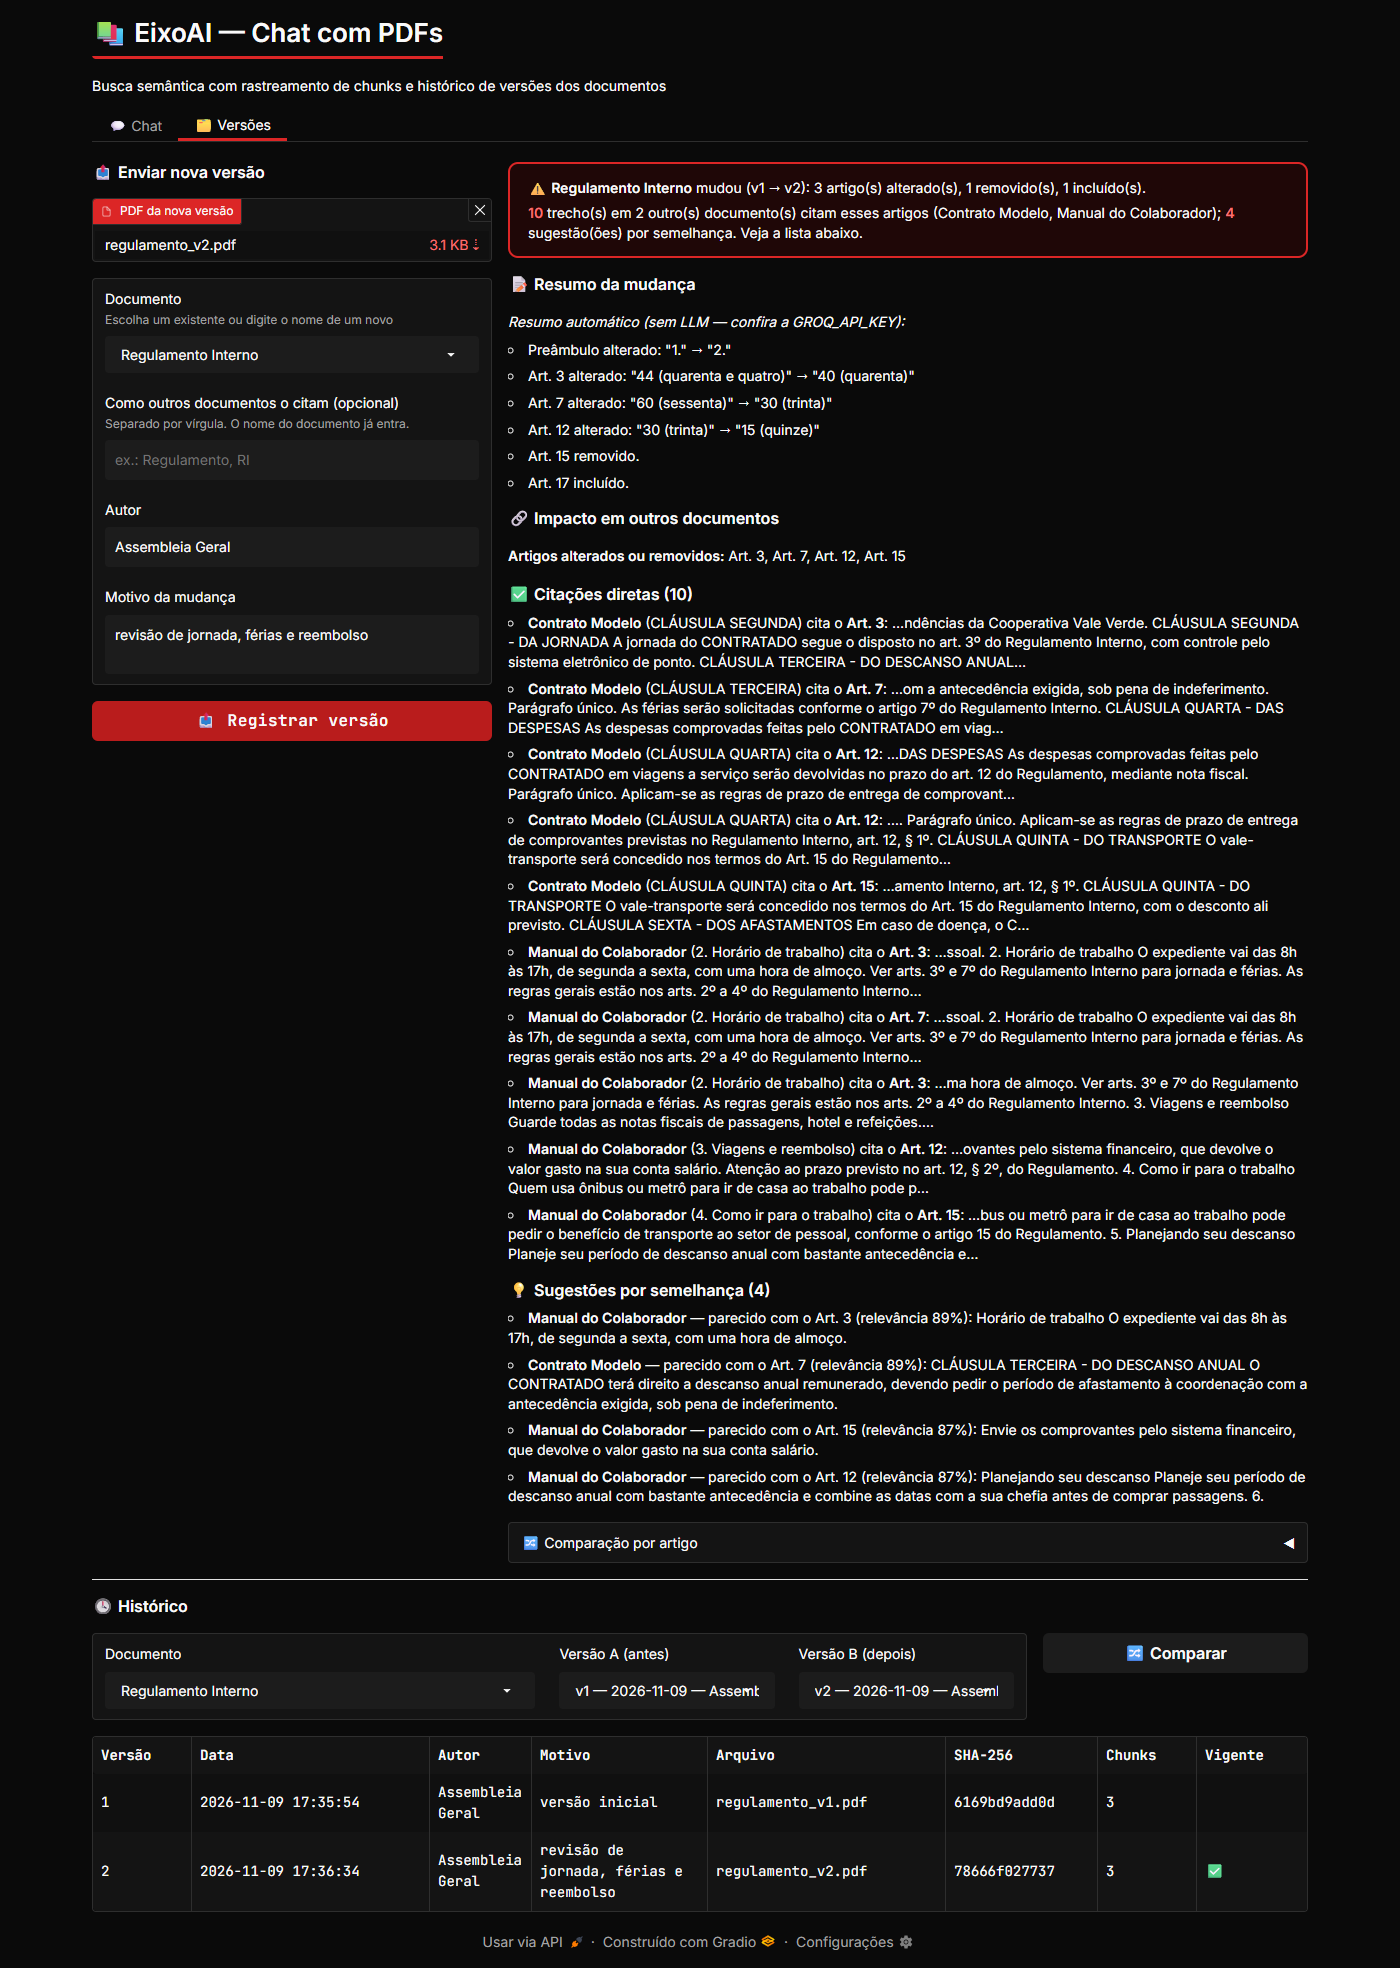 EixoAI — Chat com PDFs
Busca semântica com rastreamento de chunks e histórico de versões dos documentos
Chat
Versões
Enviar nova versão
PDF da nova versão
regulamento_v2.pdf
3.1 KB ⇣
Documento
Escolha um existente ou digite o nome de um novo
Regulamento Interno
Como outros documentos o citam (opcional)
Separado por vírgula. O nome do documento já entra.
ex.: Regulamento, RI
Autor
Assembleia Geral
Motivo da mudança
revisão de jornada, férias e reembolso
Registrar versão
Regulamento Interno mudou (v1 → v2): 3 artigo(s) alterado(s), 1 removido(s), 1 incluído(s).
10 trecho(s) em 2 outro(s) documento(s) citam esses artigos (Contrato Modelo, Manual do Colaborador); 4
sugestão(ões) por semelhança. Veja a lista abaixo.
Resumo da mudança
Resumo automático (sem LLM — confira a GROQ_API_KEY):
Preâmbulo alterado: "1." → "2."
Art. 3 alterado: "44 (quarenta e quatro)" → "40 (quarenta)"
Art. 7 alterado: "60 (sessenta)" → "30 (trinta)"
Art. 12 alterado: "30 (trinta)" → "15 (quinze)"
Art. 15 removido.
Art. 17 incluído.
Impacto em outros documentos
Artigos alterados ou removidos: Art. 3, Art. 7, Art. 12, Art. 15
Citações diretas (10)
Contrato Modelo (CLÁUSULA SEGUNDA) cita o Art. 3: ...ndências da Cooperativa Vale Verde. CLÁUSULA SEGUNDA
- DA JORNADA A jornada do CONTRATADO segue o disposto no art. 3º do Regulamento Interno, com controle pelo
sistema eletrônico de ponto. CLÁUSULA TERCEIRA - DO DESCANSO ANUAL...
Contrato Modelo (CLÁUSULA TERCEIRA) cita o Art. 7: ...om a antecedência exigida, sob pena de indeferimento.
Parágrafo único. As férias serão solicitadas conforme o artigo 7º do Regulamento Interno. CLÁUSULA QUARTA - DAS
DESPESAS As despesas comprovadas feitas pelo CONTRATADO em viag...
Contrato Modelo (CLÁUSULA QUARTA) cita o Art. 12: ...DAS DESPESAS As despesas comprovadas feitas pelo
CONTRATADO em viagens a serviço serão devolvidas no prazo do art. 12 do Regulamento, mediante nota fiscal.
Parágrafo único. Aplicam-se as regras de prazo de entrega de comprovant...
Contrato Modelo (CLÁUSULA QUARTA) cita o Art. 12: .... Parágrafo único. Aplicam-se as regras de prazo de entrega
de comprovantes previstas no Regulamento Interno, art. 12, § 1º. CLÁUSULA QUINTA - DO TRANSPORTE O vale-
transporte será concedido nos termos do Art. 15 do Regulamento...
Contrato Modelo (CLÁUSULA QUINTA) cita o Art. 15: ...amento Interno, art. 12, § 1º. CLÁUSULA QUINTA - DO
TRANSPORTE O vale-transporte será concedido nos termos do Art. 15 do Regulamento Interno, com o desconto ali
previsto. CLÁUSULA SEXTA - DOS AFASTAMENTOS Em caso de doença, o C...
Manual do Colaborador (2. Horário de trabalho) cita o Art. 3: ...ssoal. 2. Horário de trabalho O expediente vai das 8h
às 17h, de segunda a sexta, com uma hora de almoço. Ver arts. 3º e 7º do Regulamento Interno para jornada e férias. As
regras gerais estão nos arts. 2º a 4º do Regulamento Interno...
Manual do Colaborador (2. Horário de trabalho) cita o Art. 7: ...ssoal. 2. Horário de trabalho O expediente vai das 8h
às 17h, de segunda a sexta, com uma hora de almoço. Ver arts. 3º e 7º do Regulamento Interno para jornada e férias. As
regras gerais estão nos arts. 2º a 4º do Regulamento Interno...
Manual do Colaborador (2. Horário de trabalho) cita o Art. 3: ...ma hora de almoço. Ver arts. 3º e 7º do Regulamento
Interno para jornada e férias. As regras gerais estão nos arts. 2º a 4º do Regulamento Interno. 3. Viagens e reembolso
Guarde todas as notas fiscais de passagens, hotel e refeições....
Manual do Colaborador (3. Viagens e reembolso) cita o Art. 12: ...ovantes pelo sistema financeiro, que devolve o
valor gasto na sua conta salário. Atenção ao prazo previsto no art. 12, § 2º, do Regulamento. 4. Como ir para o trabalho
Quem usa ônibus ou metrô para ir de casa ao trabalho pode p...
Manual do Colaborador (4. Como ir para o trabalho) cita o Art. 15: ...bus ou metrô para ir de casa ao trabalho pode
pedir o benefício de transporte ao setor de pessoal, conforme o artigo 15 do Regulamento. 5. Planejando seu descanso
Planeje seu período de descanso anual com bastante antecedência e...
Sugestões por semelhança (4)
Manual do Colaborador — parecido com o Art. 3 (relevância 89%): Horário de trabalho O expediente vai das 8h às
17h, de segunda a sexta, com uma hora de almoço.
Contrato Modelo — parecido com o Art. 7 (relevância 89%): CLÁUSULA TERCEIRA - DO DESCANSO ANUAL O
CONTRATADO terá direito a descanso anual remunerado, devendo pedir o período de afastamento à coordenação com a
antecedência exigida, sob pena de indeferimento.
Manual do Colaborador — parecido com o Art. 15 (relevância 87%): Envie os comprovantes pelo sistema financeiro,
que devolve o valor gasto na sua conta salário.
Manual do Colaborador — parecido com o Art. 12 (relevância 87%): Planejando seu descanso Planeje seu período de
descanso anual com bastante antecedência e combine as datas com a sua chefia antes de comprar passagens. 6.
Comparação por artigo
Histórico
Documento
Regulamento Interno
Versão A (antes)
v1 — 2026-11-09 — Assemb
Versão B (depois)
v2 — 2026-11-09 — Assemb
Comparar
Versão Data Autor Motivo Arquivo SHA-256 Chunks Vigente
1 2026-11-09 17:35:54 Assembleia Geral versão inicial regulamento_v1.pdf 6169bd9add0d 3
2 2026-11-09 17:36:34 Assembleia Geral revisão de jornada, férias e reembolso regulamento_v2.pdf 78666f027737 3
Usar via API · Construído com Gradio · Configurações